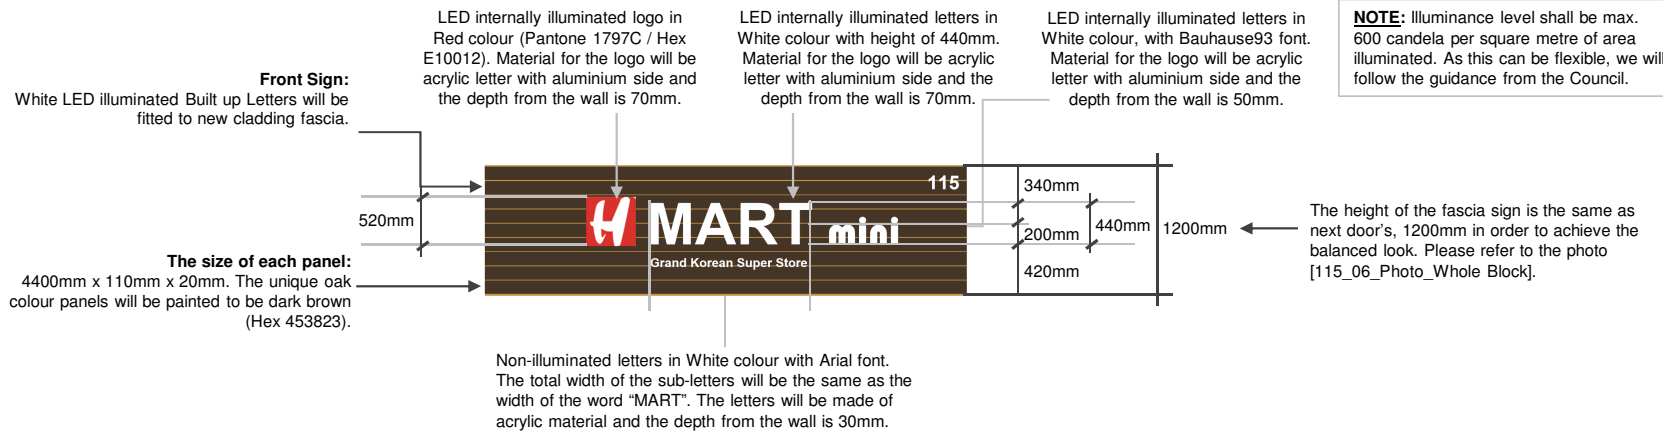 LED internally illuminated logo in
Red colour (Pantone 1797C / Hex
E10012). Material for the logo will be
acrylic letter with aluminium side and
the depth from the wall is 70mm.
LED internally illuminated letters in
White colour with height of 440mm.
Material for the logo will be acrylic
letter with aluminium side and the
depth from the wall is 70mm.
LED internally illuminated letters in
White colour, with Bauhause93 font.
Material for the logo will be acrylic
letter with aluminium side and the
depth from the wall is 50mm.
NOTE: Illuminance level shall be max.
600 candela per square metre of area
illuminated. As this can be flexible, we will
follow the guidance from the Council.
Front Sign:
White LED illuminated Built up Letters will be
fitted to new cladding fascia.
520mm
The size of each panel:
4400mm x 110mm x 20mm. The unique oak
colour panels will be painted to be dark brown
(Hex 453823).
115
H MART mini
Grand Korean Super Store
340mm
440mm
200mm
420mm
1200mm
The height of the fascia sign is the same as
next door's, 1200mm in order to achieve the
balanced look. Please refer to the photo
[115_06_Photo_Whole Block].
Non-illuminated letters in White colour with Arial font.
The total width of the sub-letters will be the same as the
width of the word “MART”. The letters will be made of
acrylic material and the depth from the wall is 30mm.